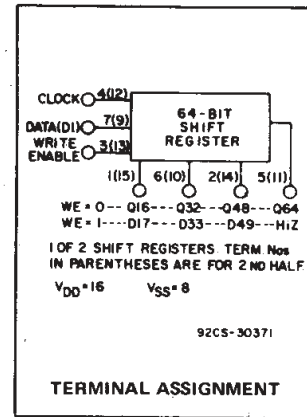 CLOCK 4(12)
DATA(D1) 7(9)
WRITE ENABLE 3(13)
64-BIT
SHIFT
REGISTER
1(15) 6(10) 2(14) 5(11)
WE = 0 -- Q16 --- Q32 --- Q48 --- Q64
WE = 1 --- D17 --- D33 --- D49 --- HiZ
1 OF 2 SHIFT REGISTERS. TERM. Nos
IN PARENTHESES ARE FOR 2 ND HALF
VDD = 16 VSS = 8
92CS-30371
TERMINAL ASSIGNMENT